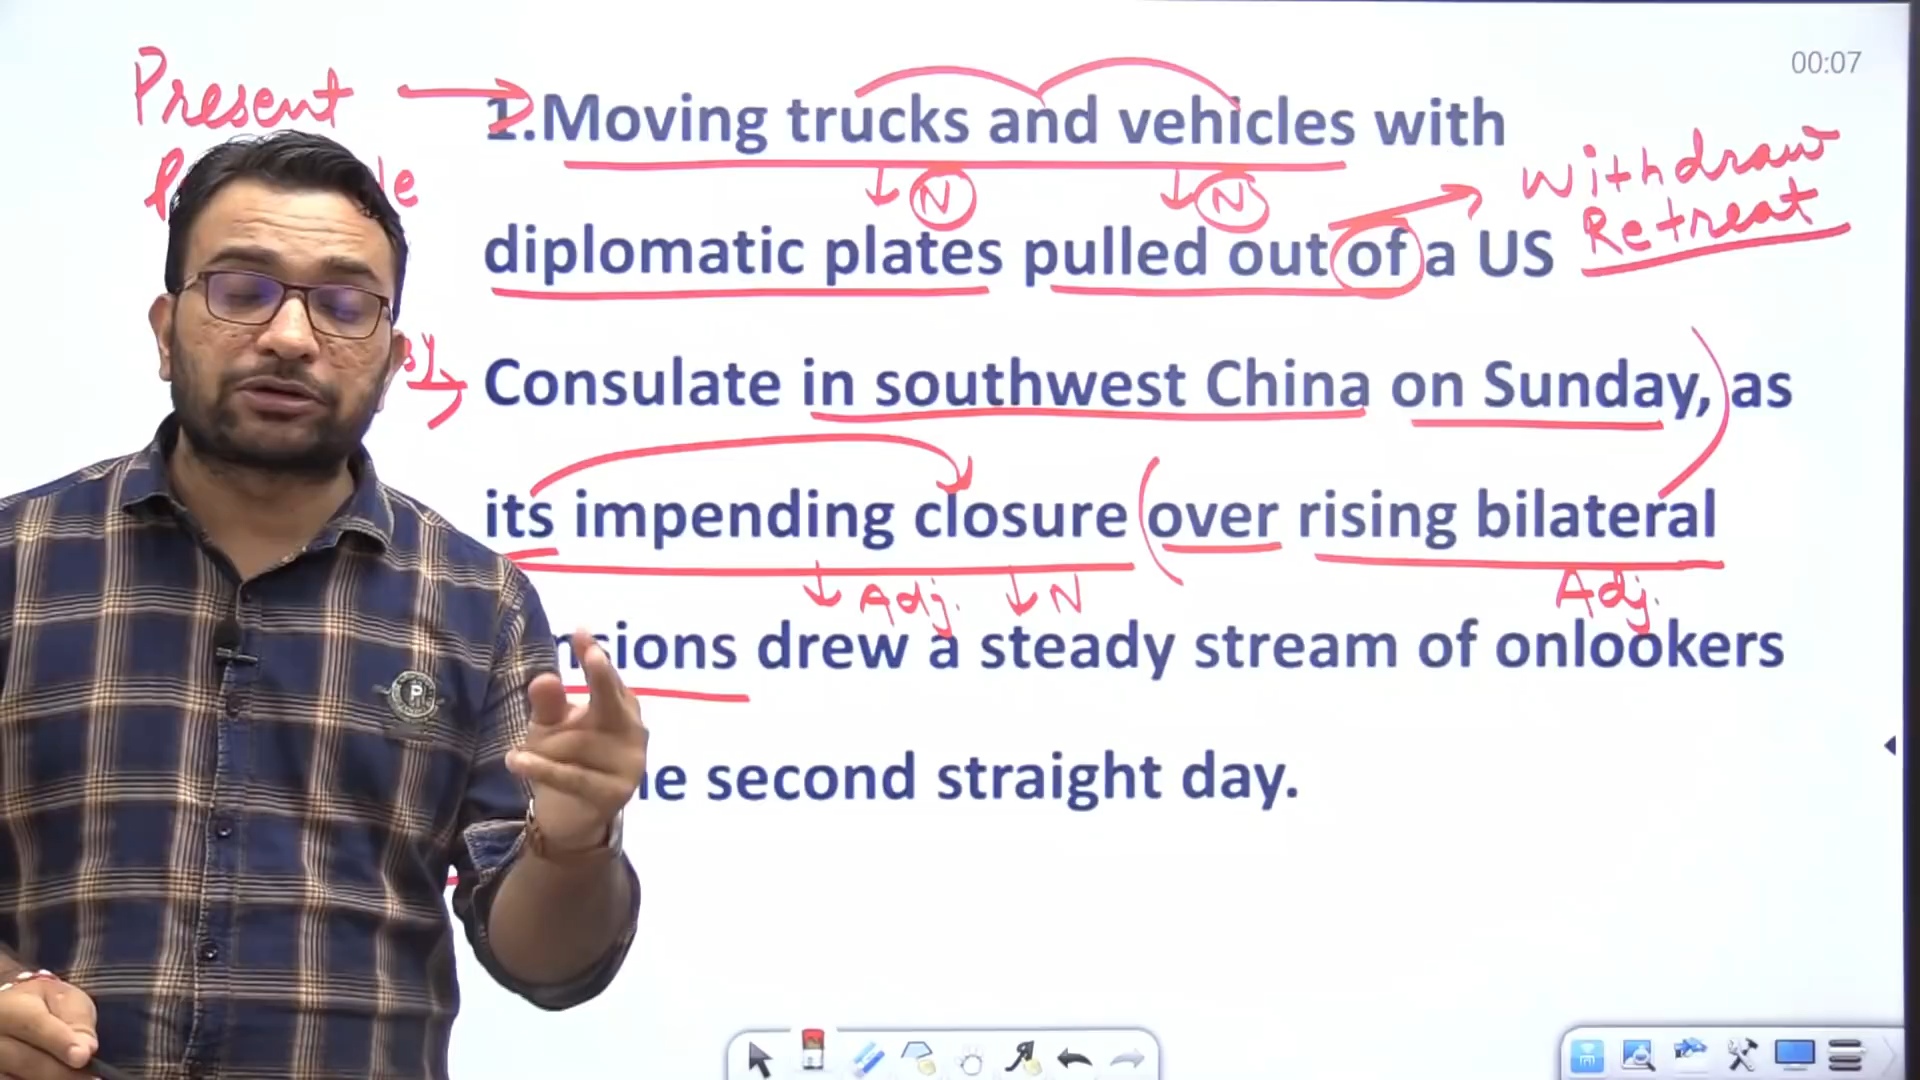 00:07
Present
1.Moving trucks and vehicles with
N N
Withdraw
Retreat
diplomatic plates pulled out of a US
Consulate in southwest China on Sunday, as
its impending closure over rising bilateral
Adj. N Adj.
drew a steady stream of onlookers
second straight day.
P